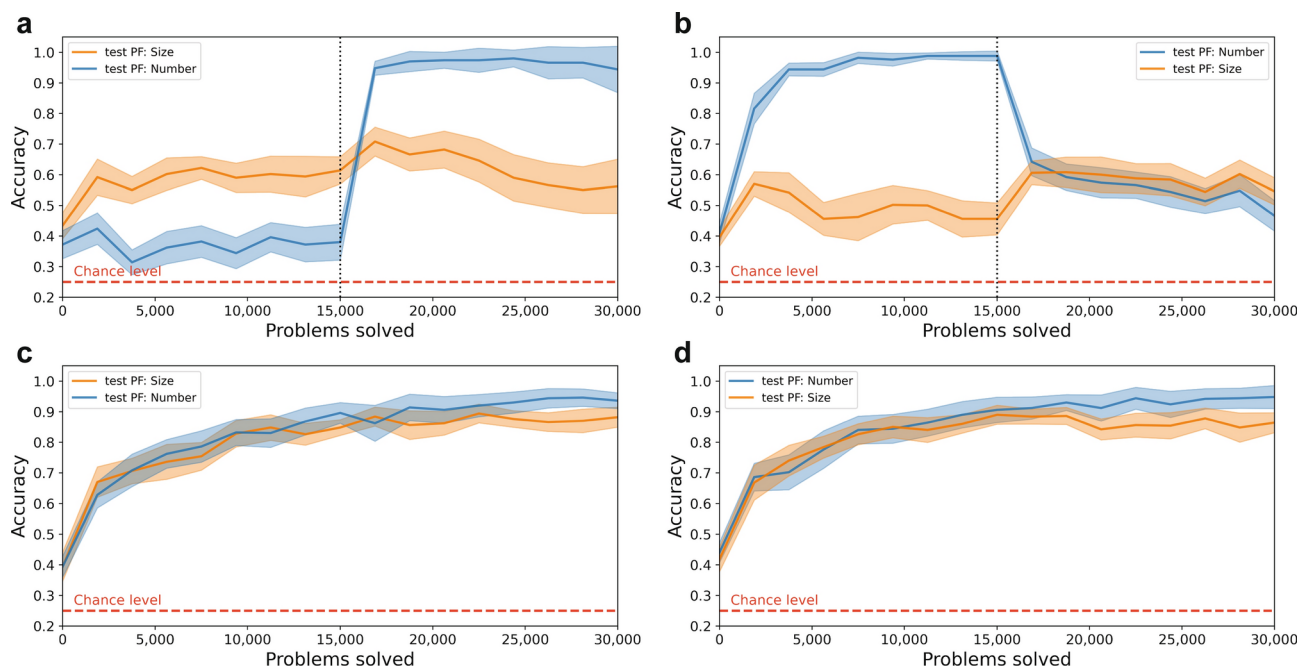 a
test PF: Size
test PF: Number
Accuracy
1.0
0.9
0.8
0.7
0.6
0.5
0.4
0.3
0.2
Chance level
0 5,000 10,000 15,000 20,000 25,000 30,000
Problems solved
b
test PF: Number
test PF: Size
Accuracy
1.0
0.9
0.8
0.7
0.6
0.5
0.4
0.3
0.2
Chance level
0 5,000 10,000 15,000 20,000 25,000 30,000
Problems solved
c
test PF: Size
test PF: Number
Accuracy
1.0
0.9
0.8
0.7
0.6
0.5
0.4
0.3
0.2
Chance level
0 5,000 10,000 15,000 20,000 25,000 30,000
Problems solved
d
test PF: Number
test PF: Size
Accuracy
1.0
0.9
0.8
0.7
0.6
0.5
0.4
0.3
0.2
Chance level
0 5,000 10,000 15,000 20,000 25,000 30,000
Problems solved